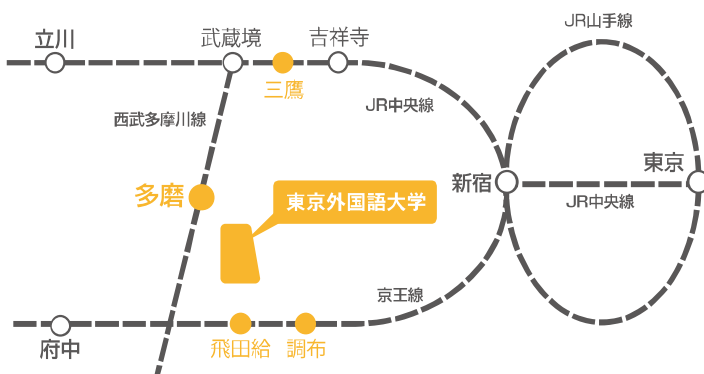 JR山手線
立川
武蔵境
吉祥寺
三鷹
JR中央線
西武多摩川線
東京
新宿
多磨
東京外国語大学
JR中央線
京王線
府中
飛田給
調布